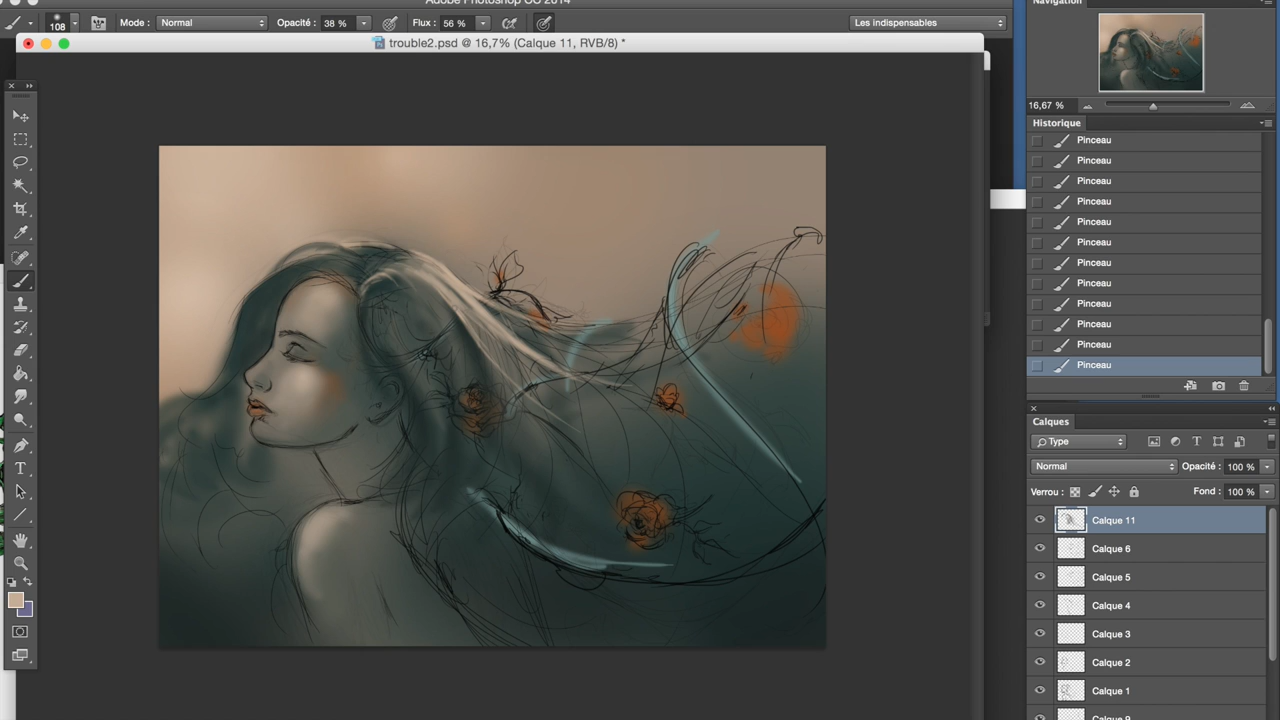 Adobe Photoshop CC 2014
108
Mode : Normal
Opacité : 38 %
Flux : 56 %
Les indispensables
trouble2.psd @ 16,7% (Calque 11, RVB/8) *
Navigation
16,67 %
Historique
Pinceau
Pinceau
Pinceau
Pinceau
Pinceau
Pinceau
Pinceau
Pinceau
Pinceau
Pinceau
Pinceau
Pinceau
Calques
Type
Normal
Opacité : 100 %
Verrou :
Fond : 100 %
Calque 11
Calque 6
Calque 5
Calque 4
Calque 3
Calque 2
Calque 1
Calque 9